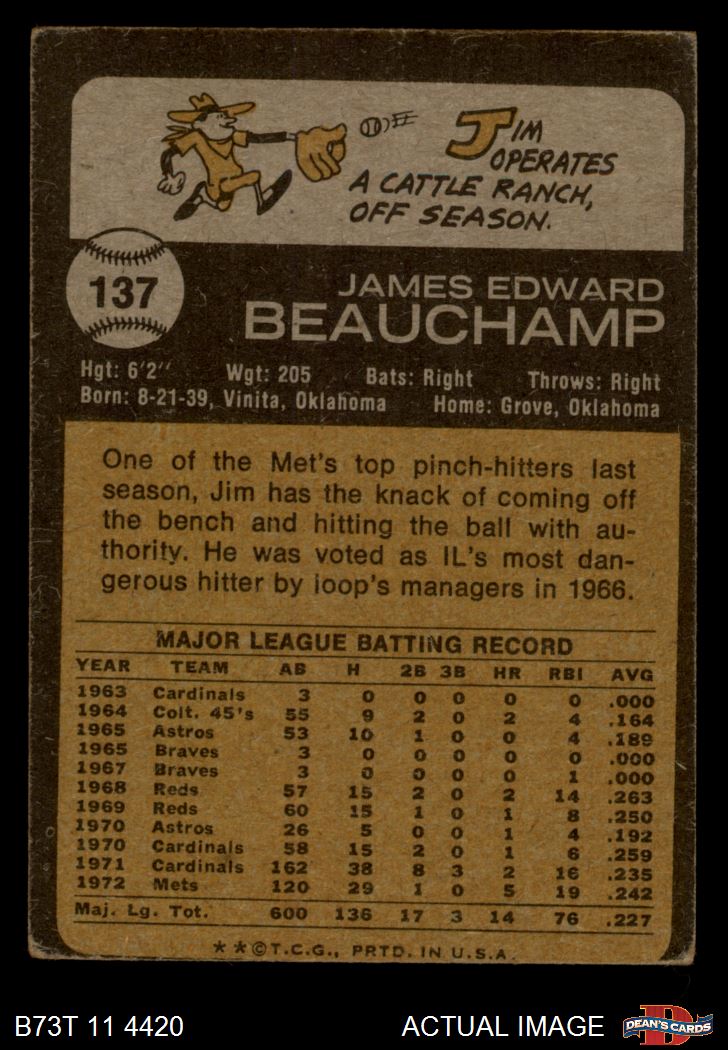 JIM
OPERATES
A CATTLE RANCH,
OFF SEASON.
137
JAMES EDWARD
BEAUCHAMP
Hgt: 6'2" Wgt: 205 Bats: Right Throws: Right
Born: 8-21-39, Vinita, Oklahoma Home: Grove, Oklahoma
One of the Met's top pinch-hitters last
season, Jim has the knack of coming off
the bench and hitting the ball with au-
thority. He was voted as IL's most dan-
gerous hitter by loop's managers in 1966.
MAJOR LEAGUE BATTING RECORD
YEAR TEAM AB H 2B 3B HR RBI AVG
1963 Cardinals 3 0 0 0 0 0 .000
1964 Colt. 45's 55 9 2 0 2 4 .164
1965 Astros 53 10 1 0 0 4 .189
1965 Braves 3 0 0 0 0 0 .000
1967 Braves 3 0 0 0 0 1 .000
1968 Reds 57 15 2 0 2 14 .263
1969 Reds 60 15 1 0 1 8 .250
1970 Astros 26 5 0 0 1 4 .192
1970 Cardinals 58 15 2 0 1 6 .259
1971 Cardinals 162 38 8 3 2 16 .235
1972 Mets 120 29 1 0 5 19 .242
Maj. Lg. Tot. 600 136 17 3 14 76 .227
**©T.C.G., PRTD. IN U.S.A.
B73T 11 4420 ACTUAL IMAGE
D
DEAN'S CARDS